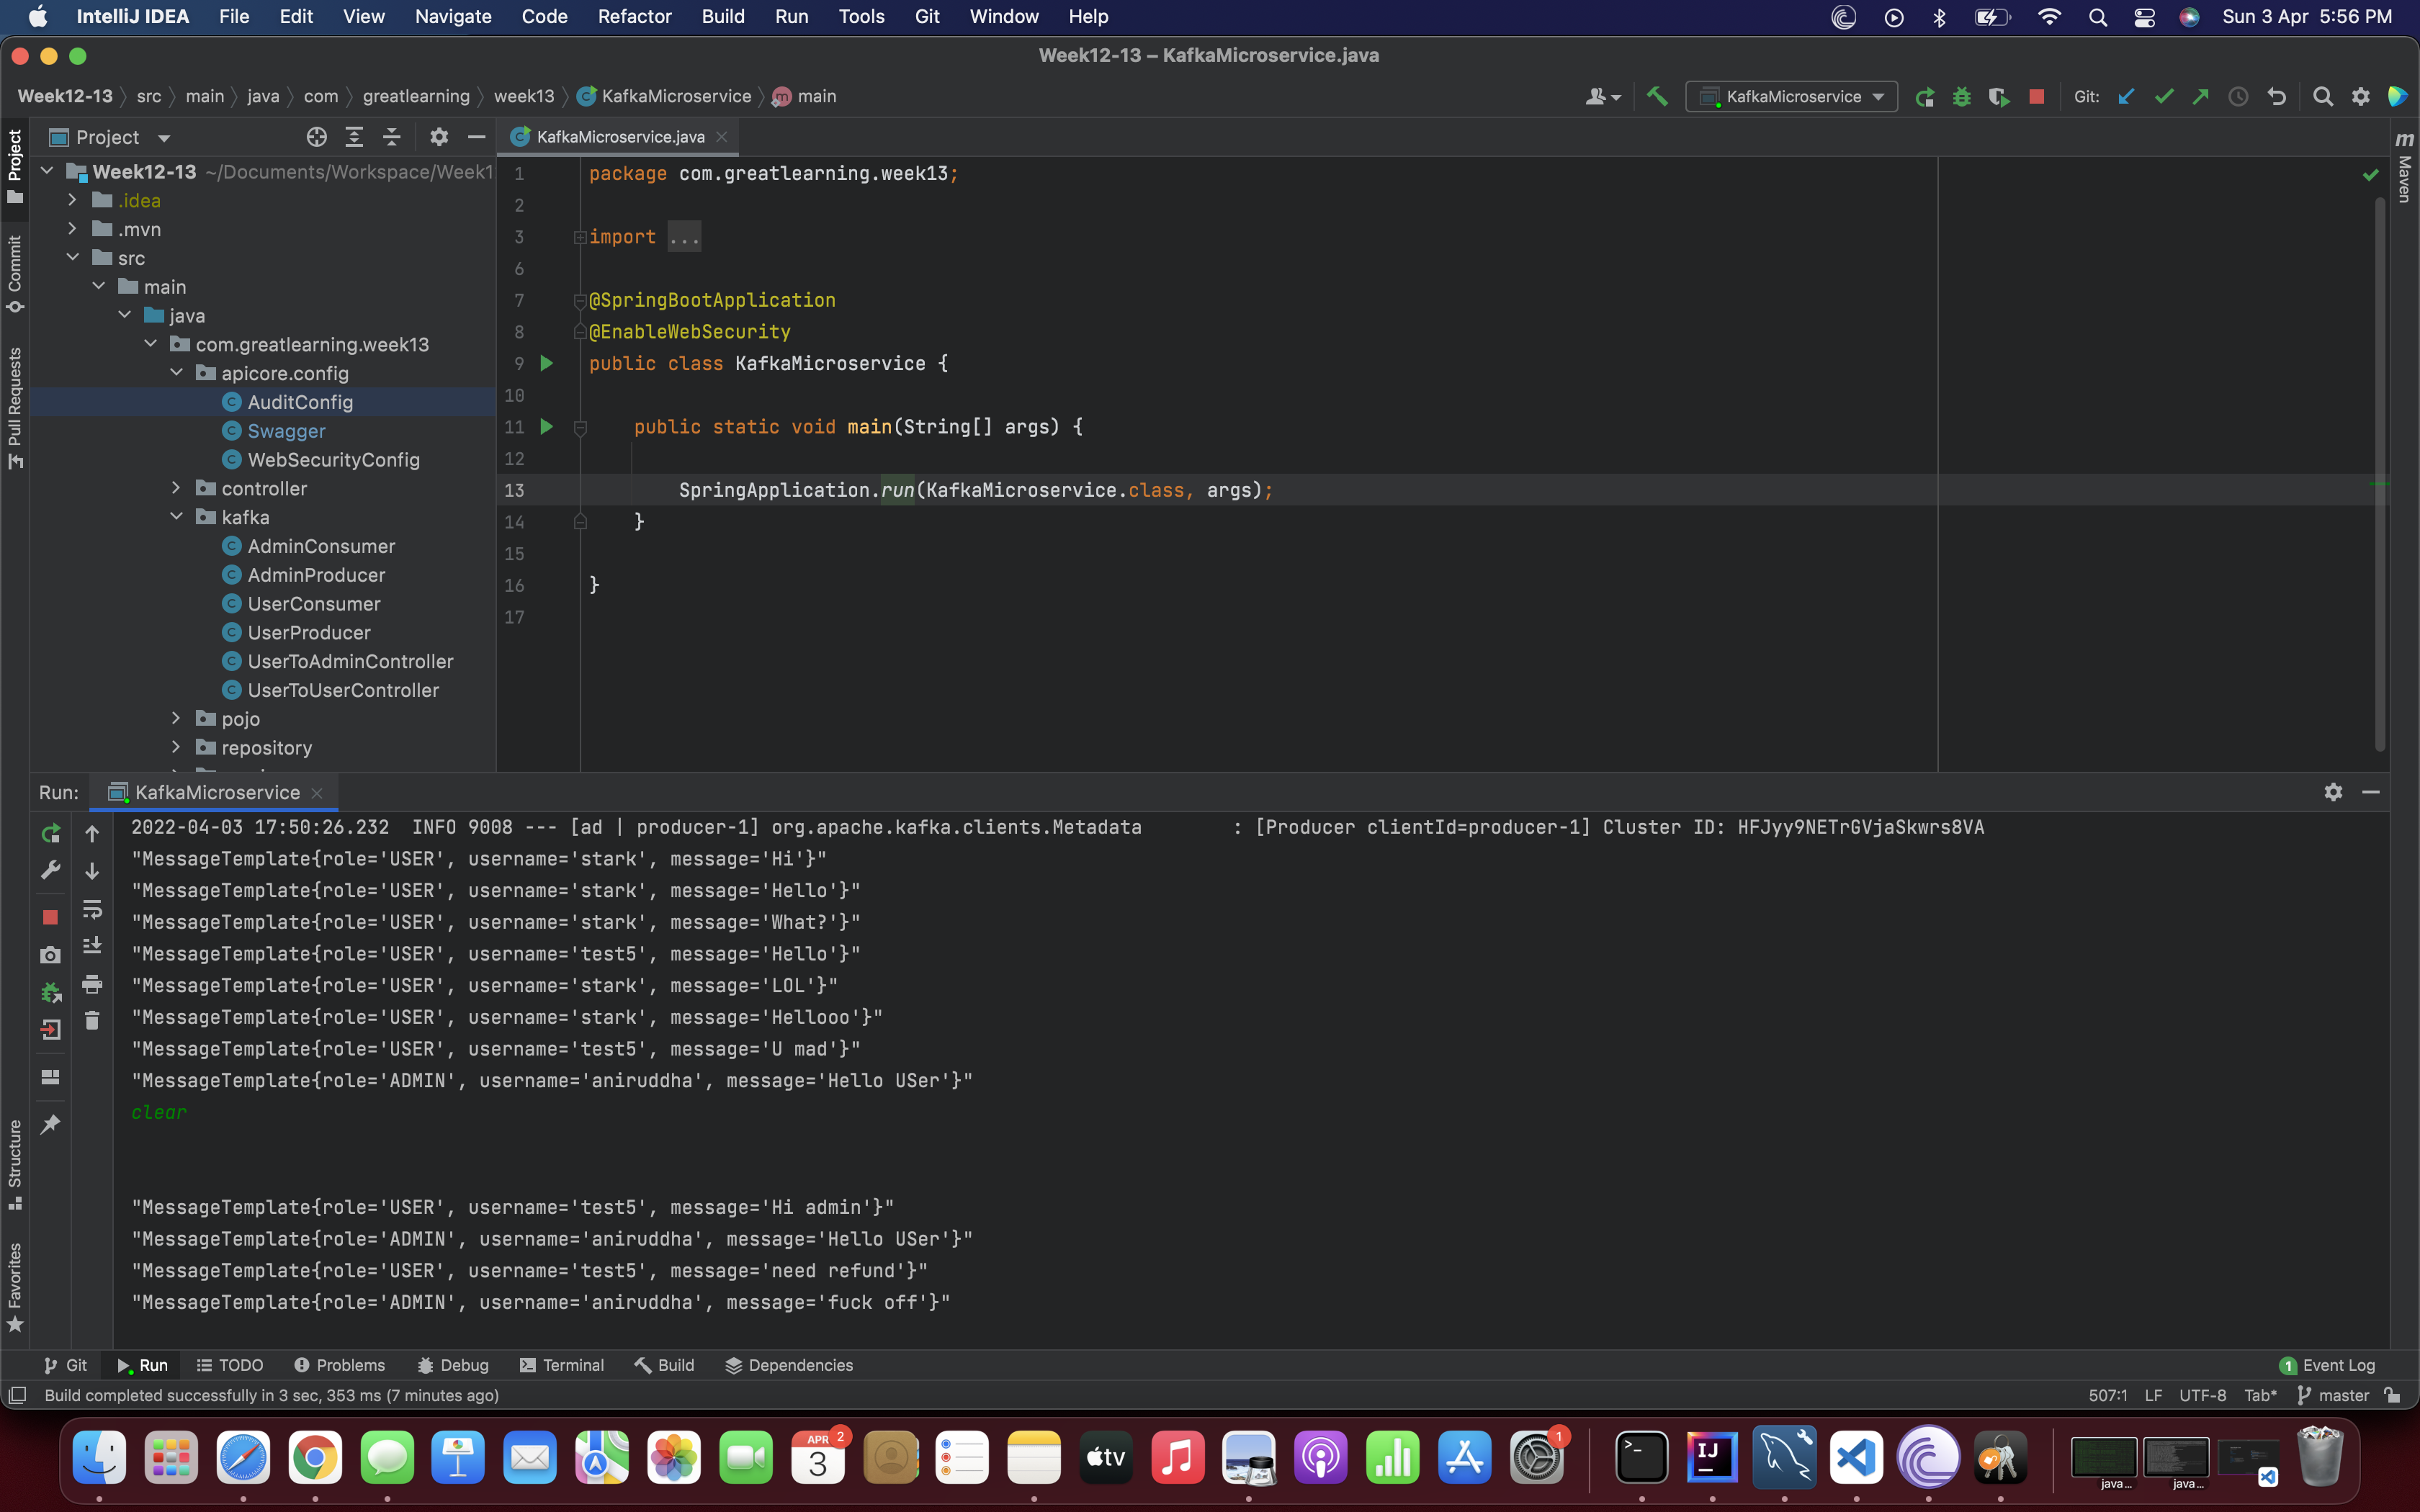 IntelliJ IDEA File Edit View Navigate Code Refactor Build Run Tools Git Window Help Sun 3 Apr 5:56 PM
Week12-13 – KafkaMicroservice.java
Week12-13 src main java com greatlearning week13 KafkaMicroservice m main KafkaMicroservice Git:
Project KafkaMicroservice.java
Project
Commit
Pull Requests
Structure
Favorites
m Maven
Week12-13 ~/Documents/Workspace/Week1
.idea
.mvn
src
main
java
com.greatlearning.week13
apicore.config
AuditConfig
Swagger
WebSecurityConfig
controller
kafka
AdminConsumer
AdminProducer
UserConsumer
UserProducer
UserToAdminController
UserToUserController
pojo
repository
1 package com.greatlearning.week13;
2
3 import ...
6
7 @SpringBootApplication
8 @EnableWebSecurity
9 public class KafkaMicroservice {
10
11 public static void main(String[] args) {
12
13 SpringApplication.run(KafkaMicroservice.class, args);
14 }
15
16 }
17
Run: KafkaMicroservice
2022-04-03 17:50:26.232 INFO 9008 --- [ad | producer-1] org.apache.kafka.clients.Metadata : [Producer clientId=producer-1] Cluster ID: HFJyy9NETrGVjaSkwrs8VA
"MessageTemplate{role='USER', username='stark', message='Hi'}"
"MessageTemplate{role='USER', username='stark', message='Hello'}"
"MessageTemplate{role='USER', username='stark', message='What?'}"
"MessageTemplate{role='USER', username='test5', message='Hello'}"
"MessageTemplate{role='USER', username='stark', message='LOL'}"
"MessageTemplate{role='USER', username='stark', message='Hellooo'}"
"MessageTemplate{role='USER', username='test5', message='U mad'}"
"MessageTemplate{role='ADMIN', username='aniruddha', message='Hello USer'}"
clear
"MessageTemplate{role='USER', username='test5', message='Hi admin'}"
"MessageTemplate{role='ADMIN', username='aniruddha', message='Hello USer'}"
"MessageTemplate{role='USER', username='test5', message='need refund'}"
"MessageTemplate{role='ADMIN', username='aniruddha', message='fuck off'}"
Git Run TODO Problems Debug Terminal Build Dependencies 1 Event Log
Build completed successfully in 3 sec, 353 ms (7 minutes ago) 507:1 LF UTF-8 Tab* master
APR 2
3
tv
1
IJ
java...
java...